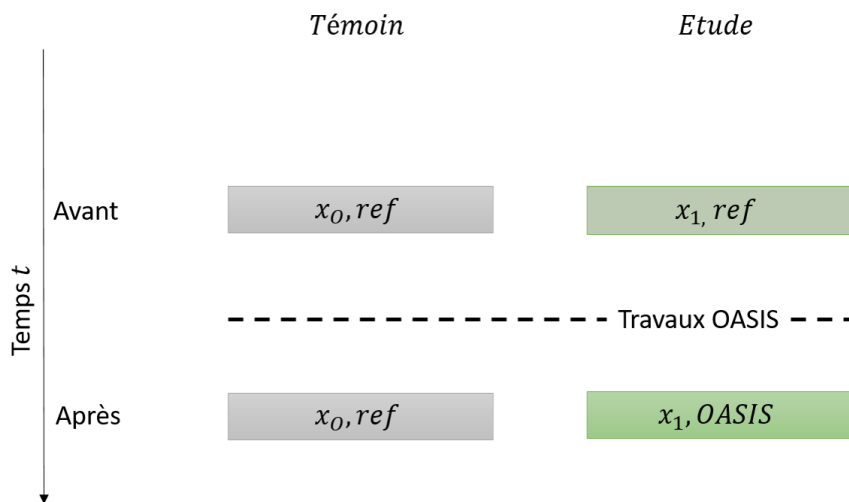 Témoin Etude
Temps t
Avant x_O, ref x_1, ref
Travaux OASIS
Après x_O, ref x_1, OASIS